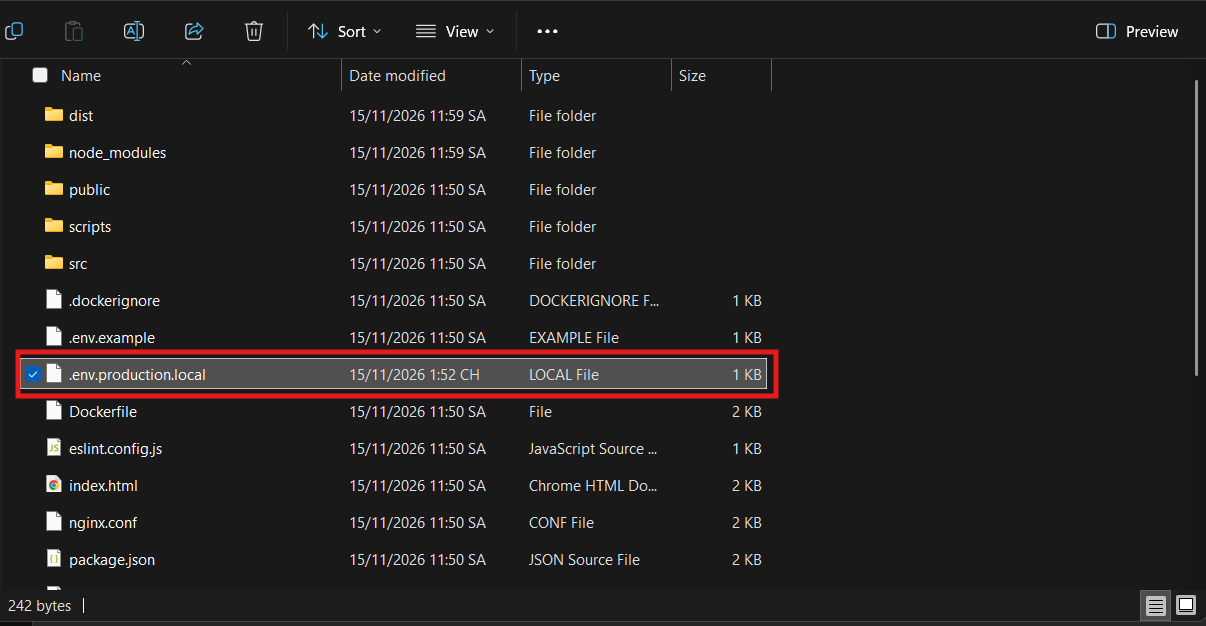 Sort View ••• Preview
Name Date modified Type Size
dist 15/11/2026 11:59 SA File folder
node_modules 15/11/2026 11:59 SA File folder
public 15/11/2026 11:50 SA File folder
scripts 15/11/2026 11:50 SA File folder
src 15/11/2026 11:50 SA File folder
.dockerignore 15/11/2026 11:50 SA DOCKERIGNORE F... 1 KB
.env.example 15/11/2026 11:50 SA EXAMPLE File 1 KB
.env.production.local 15/11/2026 1:52 CH LOCAL File 1 KB
Dockerfile 15/11/2026 11:50 SA File 2 KB
eslint.config.js 15/11/2026 11:50 SA JavaScript Source ... 1 KB
index.html 15/11/2026 11:50 SA Chrome HTML Do... 2 KB
nginx.conf 15/11/2026 11:50 SA CONF File 2 KB
package.json 15/11/2026 11:50 SA JSON Source File 2 KB
242 bytes